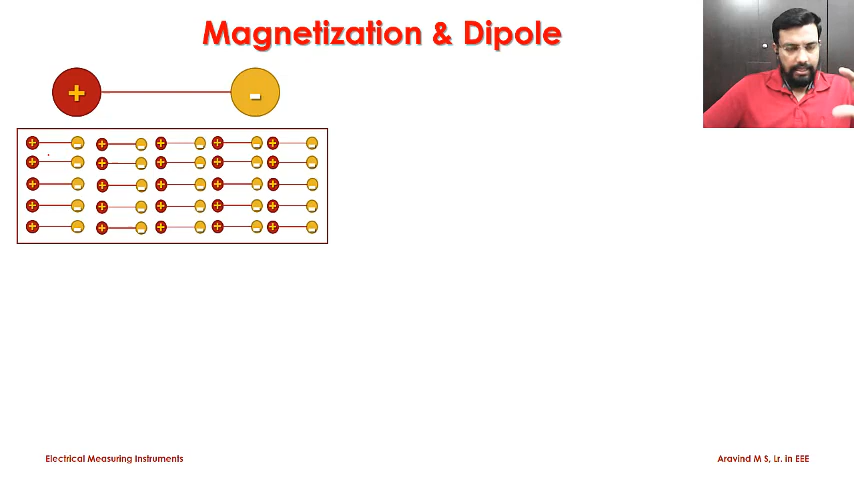 Magnetization & Dipole
+ -
+ - + - + - + - + -
+ - + - + - + - + -
+ - + - + - + - + -
+ - + - + - + - + -
+ - + - + - + - + -
Electrical Measuring Instruments
Aravind M S, Lr. in EEE